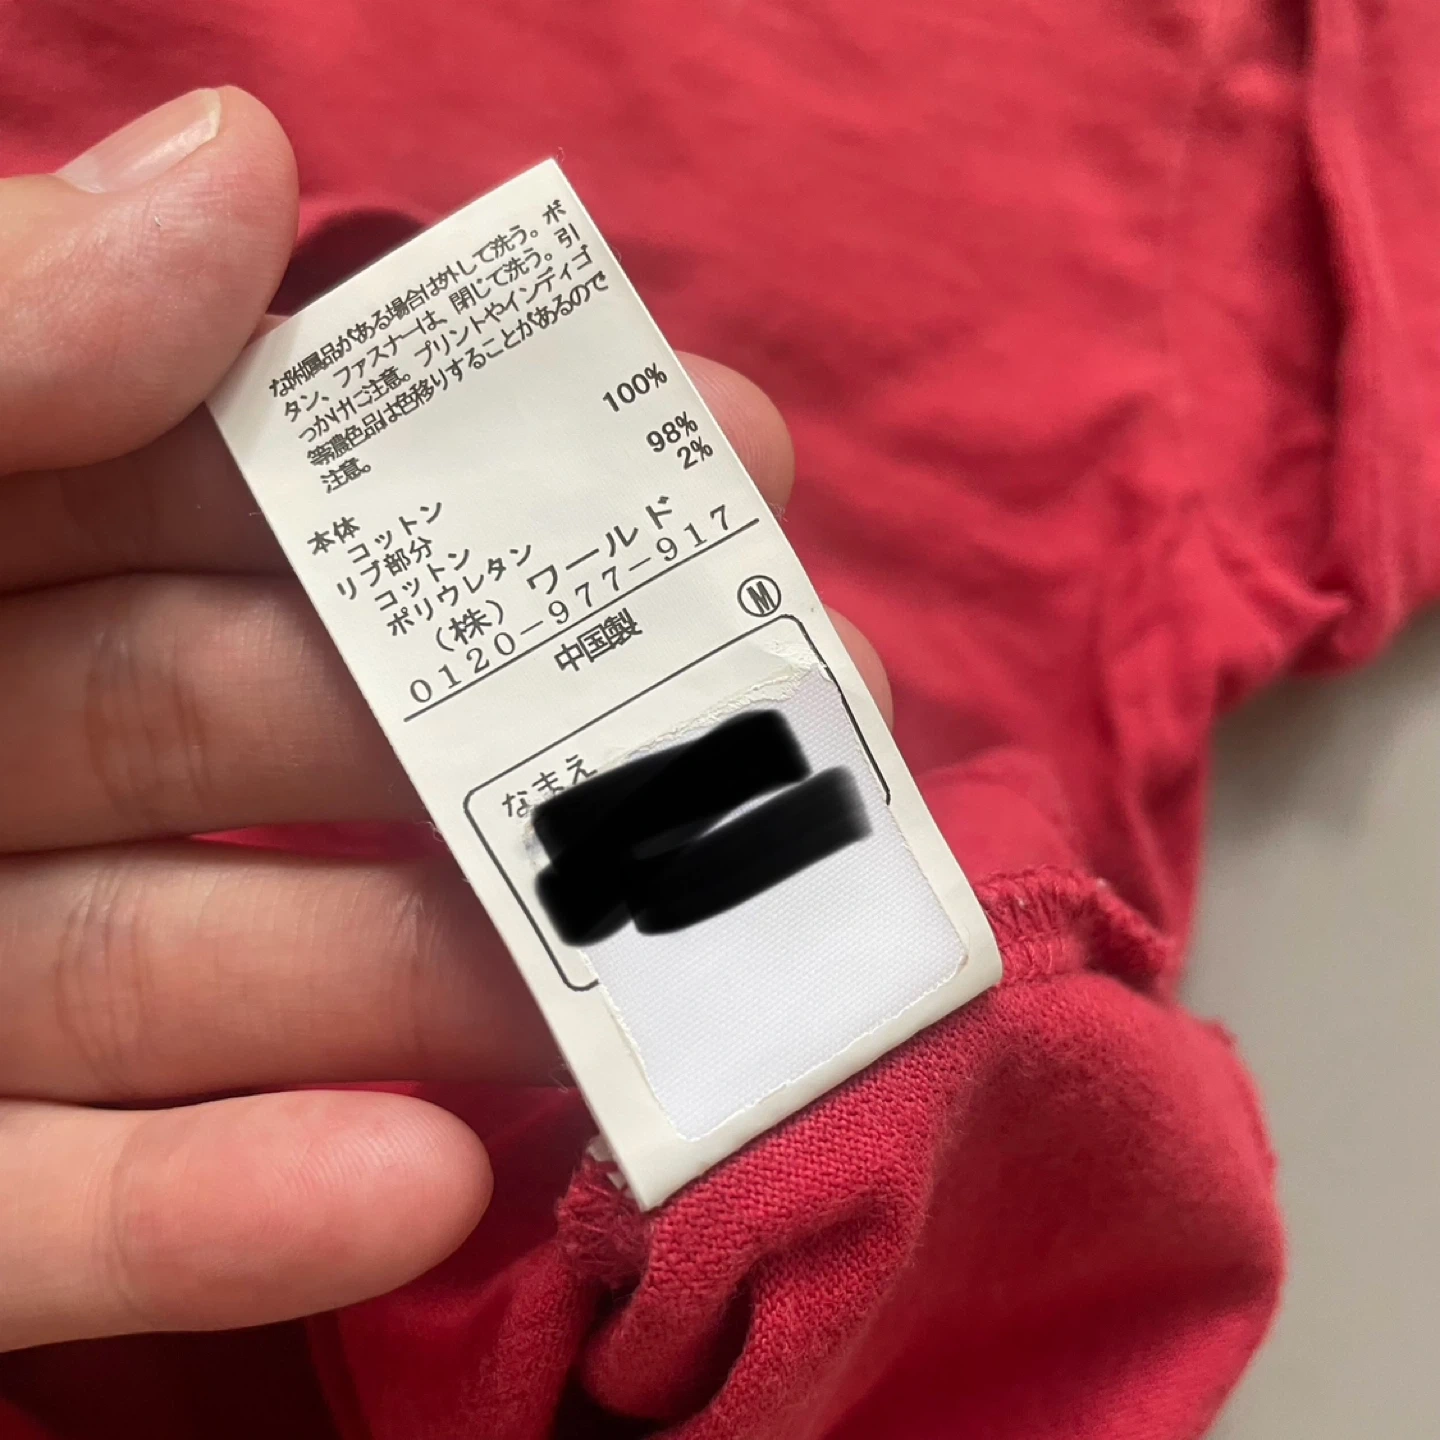 な附属品がある場合は外して洗う。ボ
タン、ファスナーは、閉じて洗う。引
っかけに注意。プリントやインディゴ
等濃色品は色移りすることがあるので
注意。
本体
コットン 100%
リブ部分
コットン 98%
ポリウレタン 2%
(株) ワールド
0120-977-917
中国製
Ⓜ
なまえ